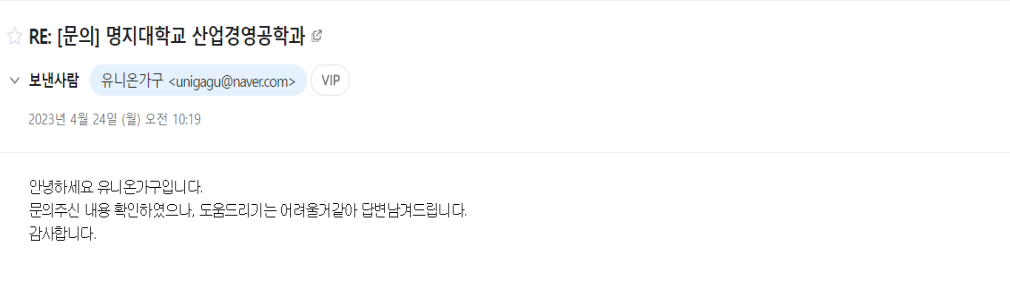 RE: [문의] 명지대학교 산업경영공학과
보낸사람 유니온가구 <unigagu@naver.com> VIP
2023년 4월 24일 (월) 오전 10:19
안녕하세요 유니온가구입니다.
문의주신 내용 확인하였으나, 도움드리기는 어려울거같아 답변남겨드립니다.
감사합니다.